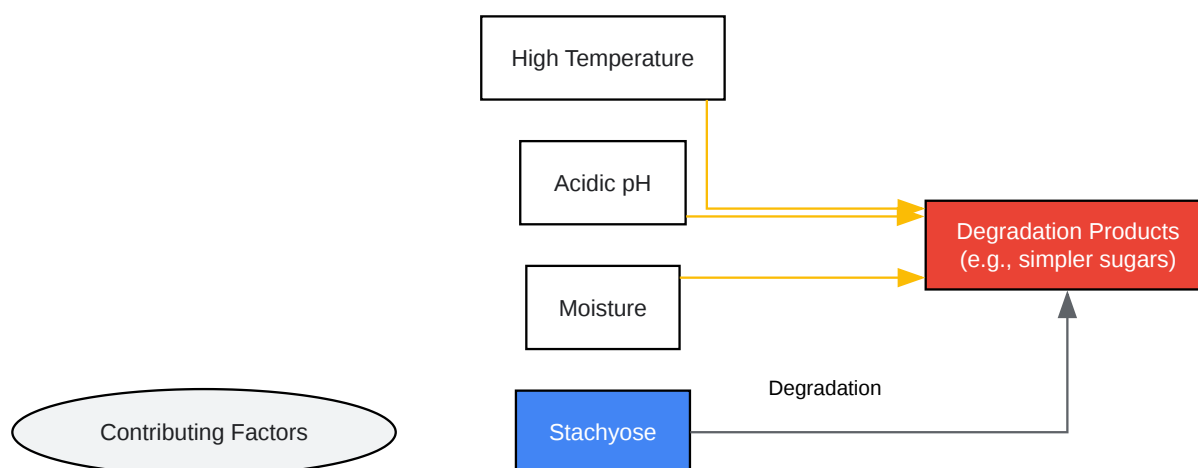 High Temperature
Acidic pH
Degradation Products
(e.g., simpler sugars)
Moisture
Degradation
Contributing Factors
Stachyose